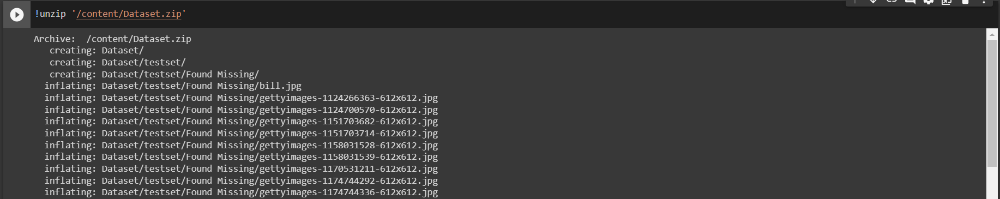 !unzip '/content/Dataset.zip'
Archive:  /content/Dataset.zip
   creating: Dataset/
   creating: Dataset/testset/
   creating: Dataset/testset/Found Missing/
  inflating: Dataset/testset/Found Missing/bill.jpg
  inflating: Dataset/testset/Found Missing/gettyimages-1124266363-612x612.jpg
  inflating: Dataset/testset/Found Missing/gettyimages-1124700570-612x612.jpg
  inflating: Dataset/testset/Found Missing/gettyimages-1151703682-612x612.jpg
  inflating: Dataset/testset/Found Missing/gettyimages-1151703714-612x612.jpg
  inflating: Dataset/testset/Found Missing/gettyimages-1158031528-612x612.jpg
  inflating: Dataset/testset/Found Missing/gettyimages-1158031539-612x612.jpg
  inflating: Dataset/testset/Found Missing/gettyimages-1170531211-612x612.jpg
  inflating: Dataset/testset/Found Missing/gettyimages-1174744292-612x612.jpg
  inflating: Dataset/testset/Found Missing/gettyimages-1174744336-612x612.jpg